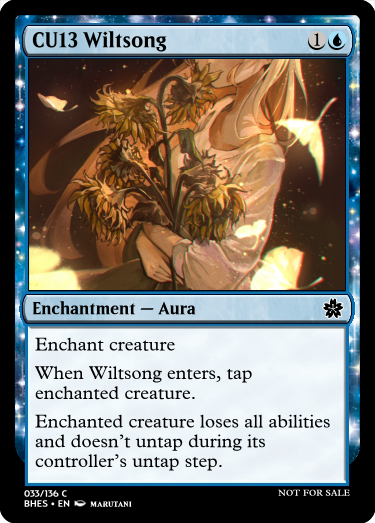 CU13 Wiltsong 1
Enchantment — Aura
Enchant creature
When Wiltsong enters, tap
enchanted creature.
Enchanted creature loses all abilities
and doesn't untap during its
controller's untap step.
033/136 C NOT FOR SALE
BHES • EN MARUTANI